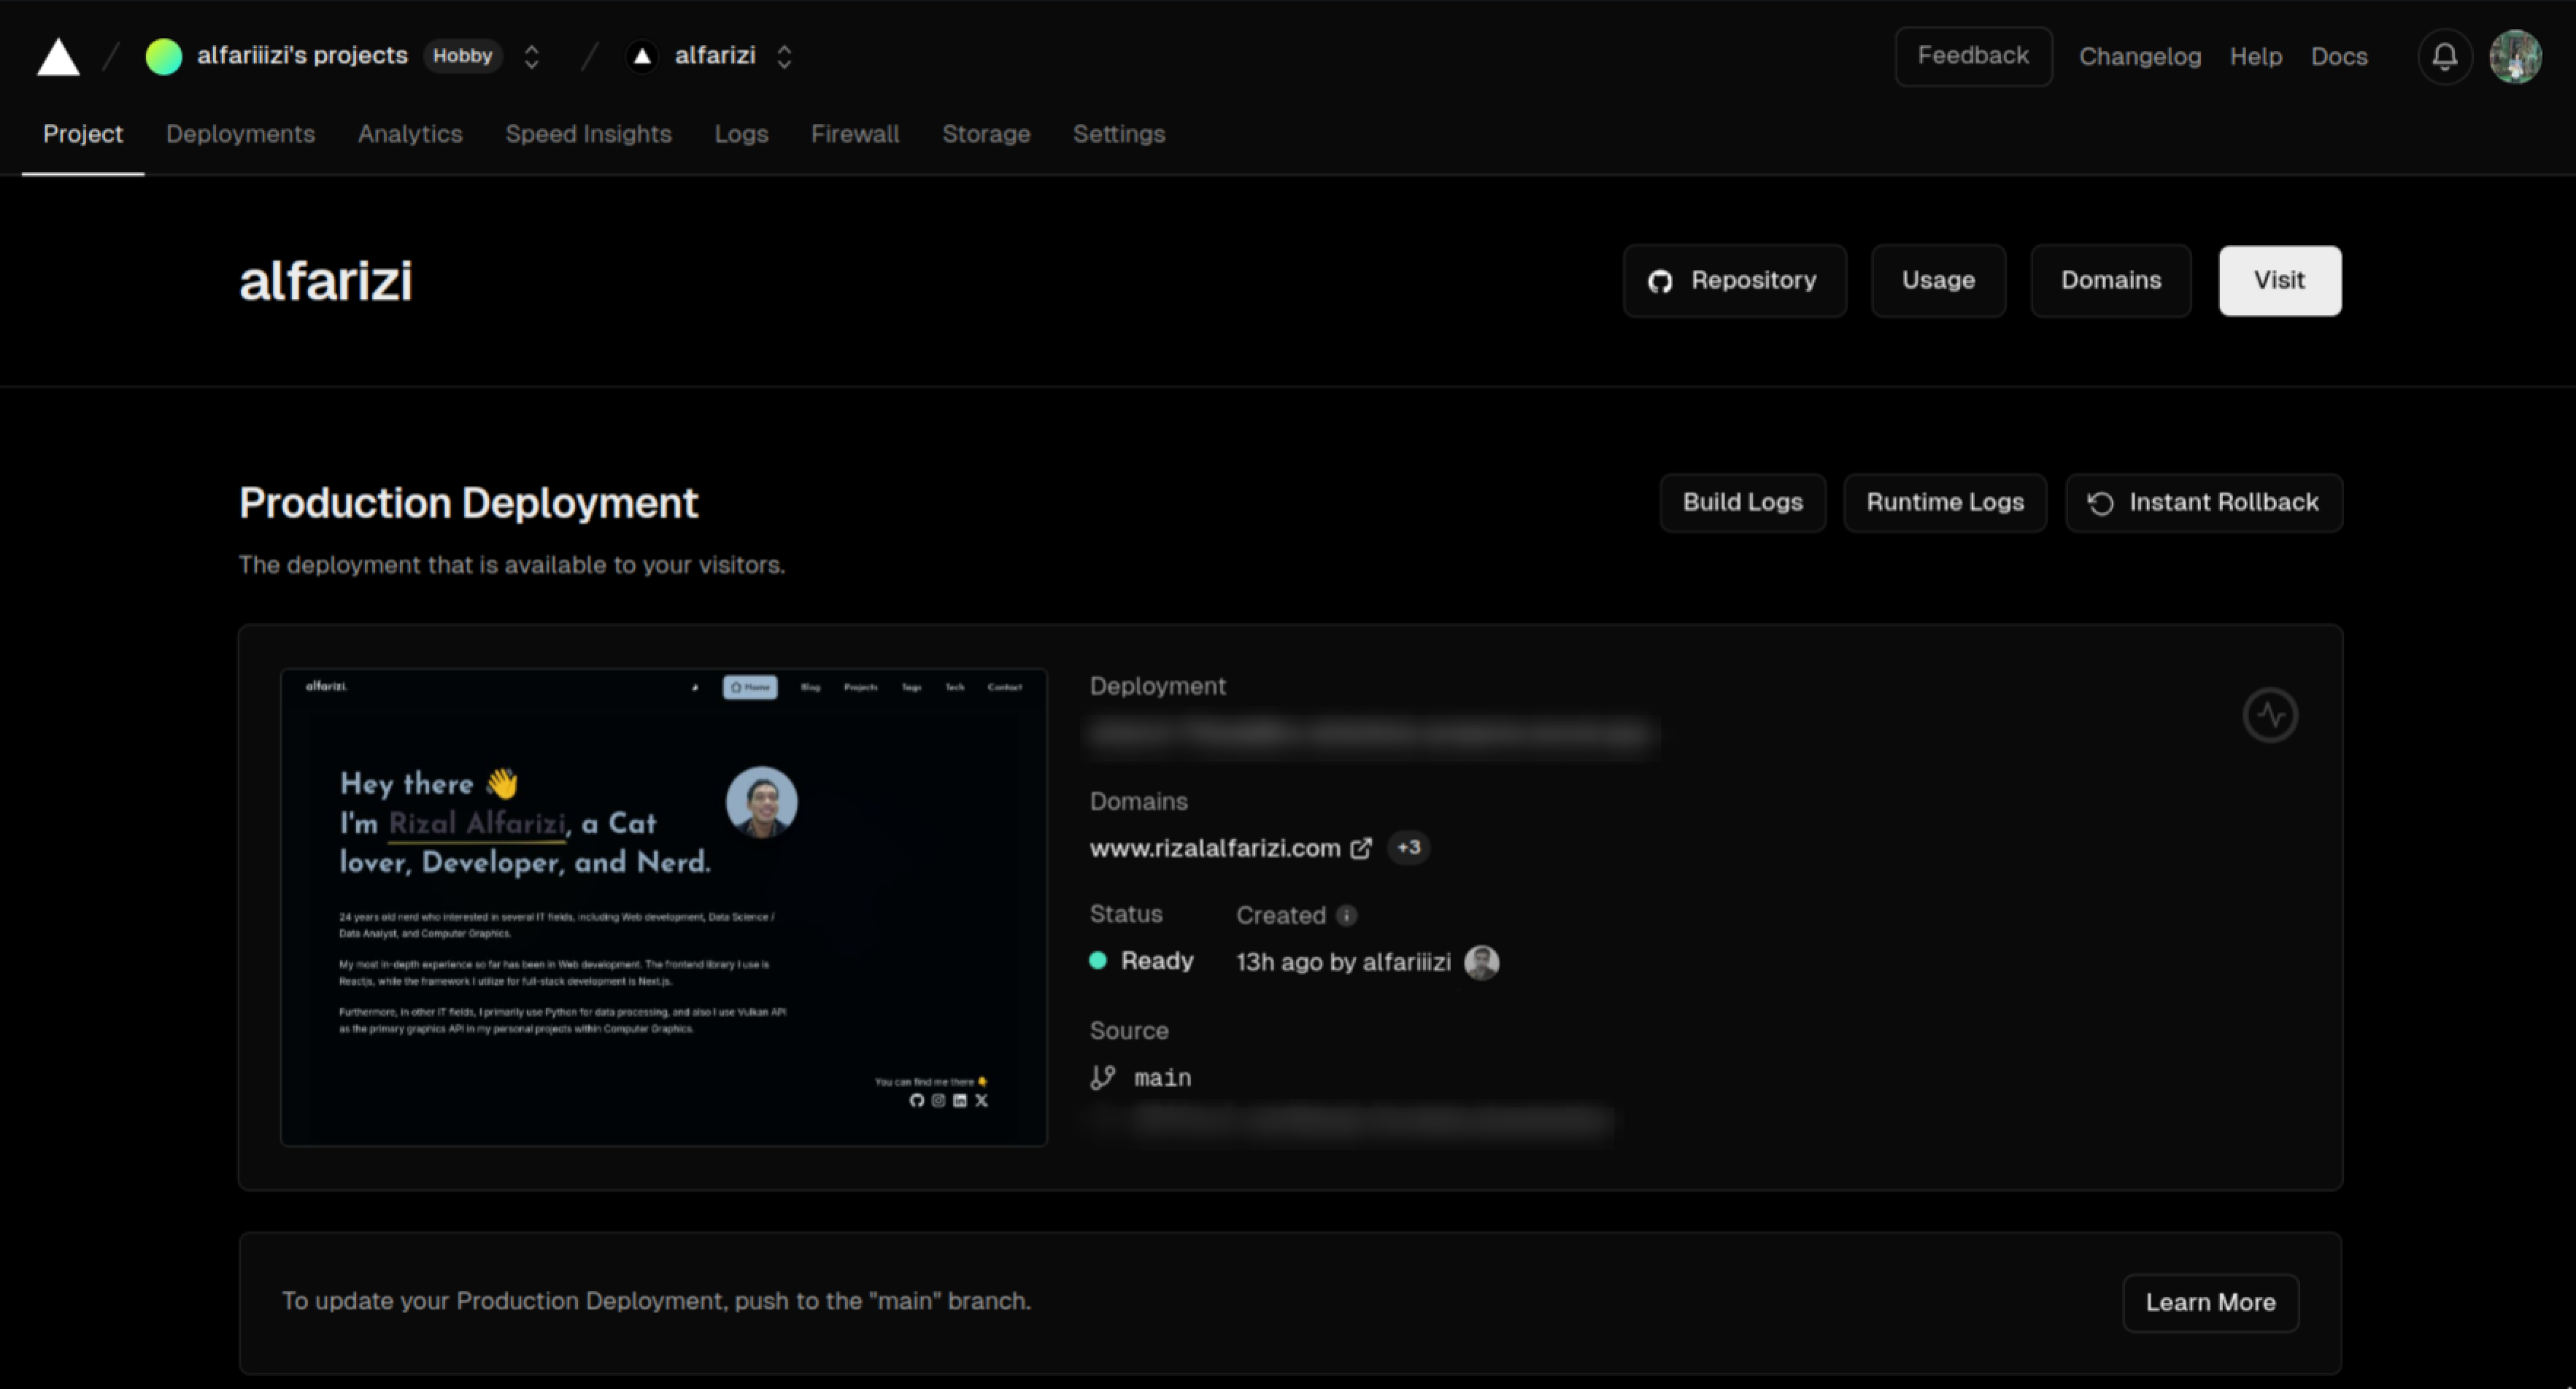 alfariiizi's projects Hobby alfarizi Feedback Changelog Help Docs
Project Deployments Analytics Speed Insights Logs Firewall Storage Settings
alfarizi Repository Usage Domains Visit
Production Deployment Build Logs Runtime Logs Instant Rollback
The deployment that is available to your visitors.
alfarizi. Home Blog Projects Tags Tech Contact
Hey there 👋
I'm Rizal Alfarizi, a Cat
lover, Developer, and Nerd.
24 years old nerd who interested in several IT fields, including Web development, Data Science /
Data Analyst, and Computer Graphics.
My most in-depth experience so far has been in Web development. The frontend library I use is
Reactjs, while the framework I utilize for full-stack development is Next.js.
Furthermore, in other IT fields, I primarily use Python for data processing, and also I use Vulkan API
as the primary graphics API in my personal projects within Computer Graphics.
You can find me there 👇
Deployment
Domains
www.rizalalfarizi.com +3
Status Created
Ready 13h ago by alfariiizi
Source
main
To update your Production Deployment, push to the "main" branch. Learn More